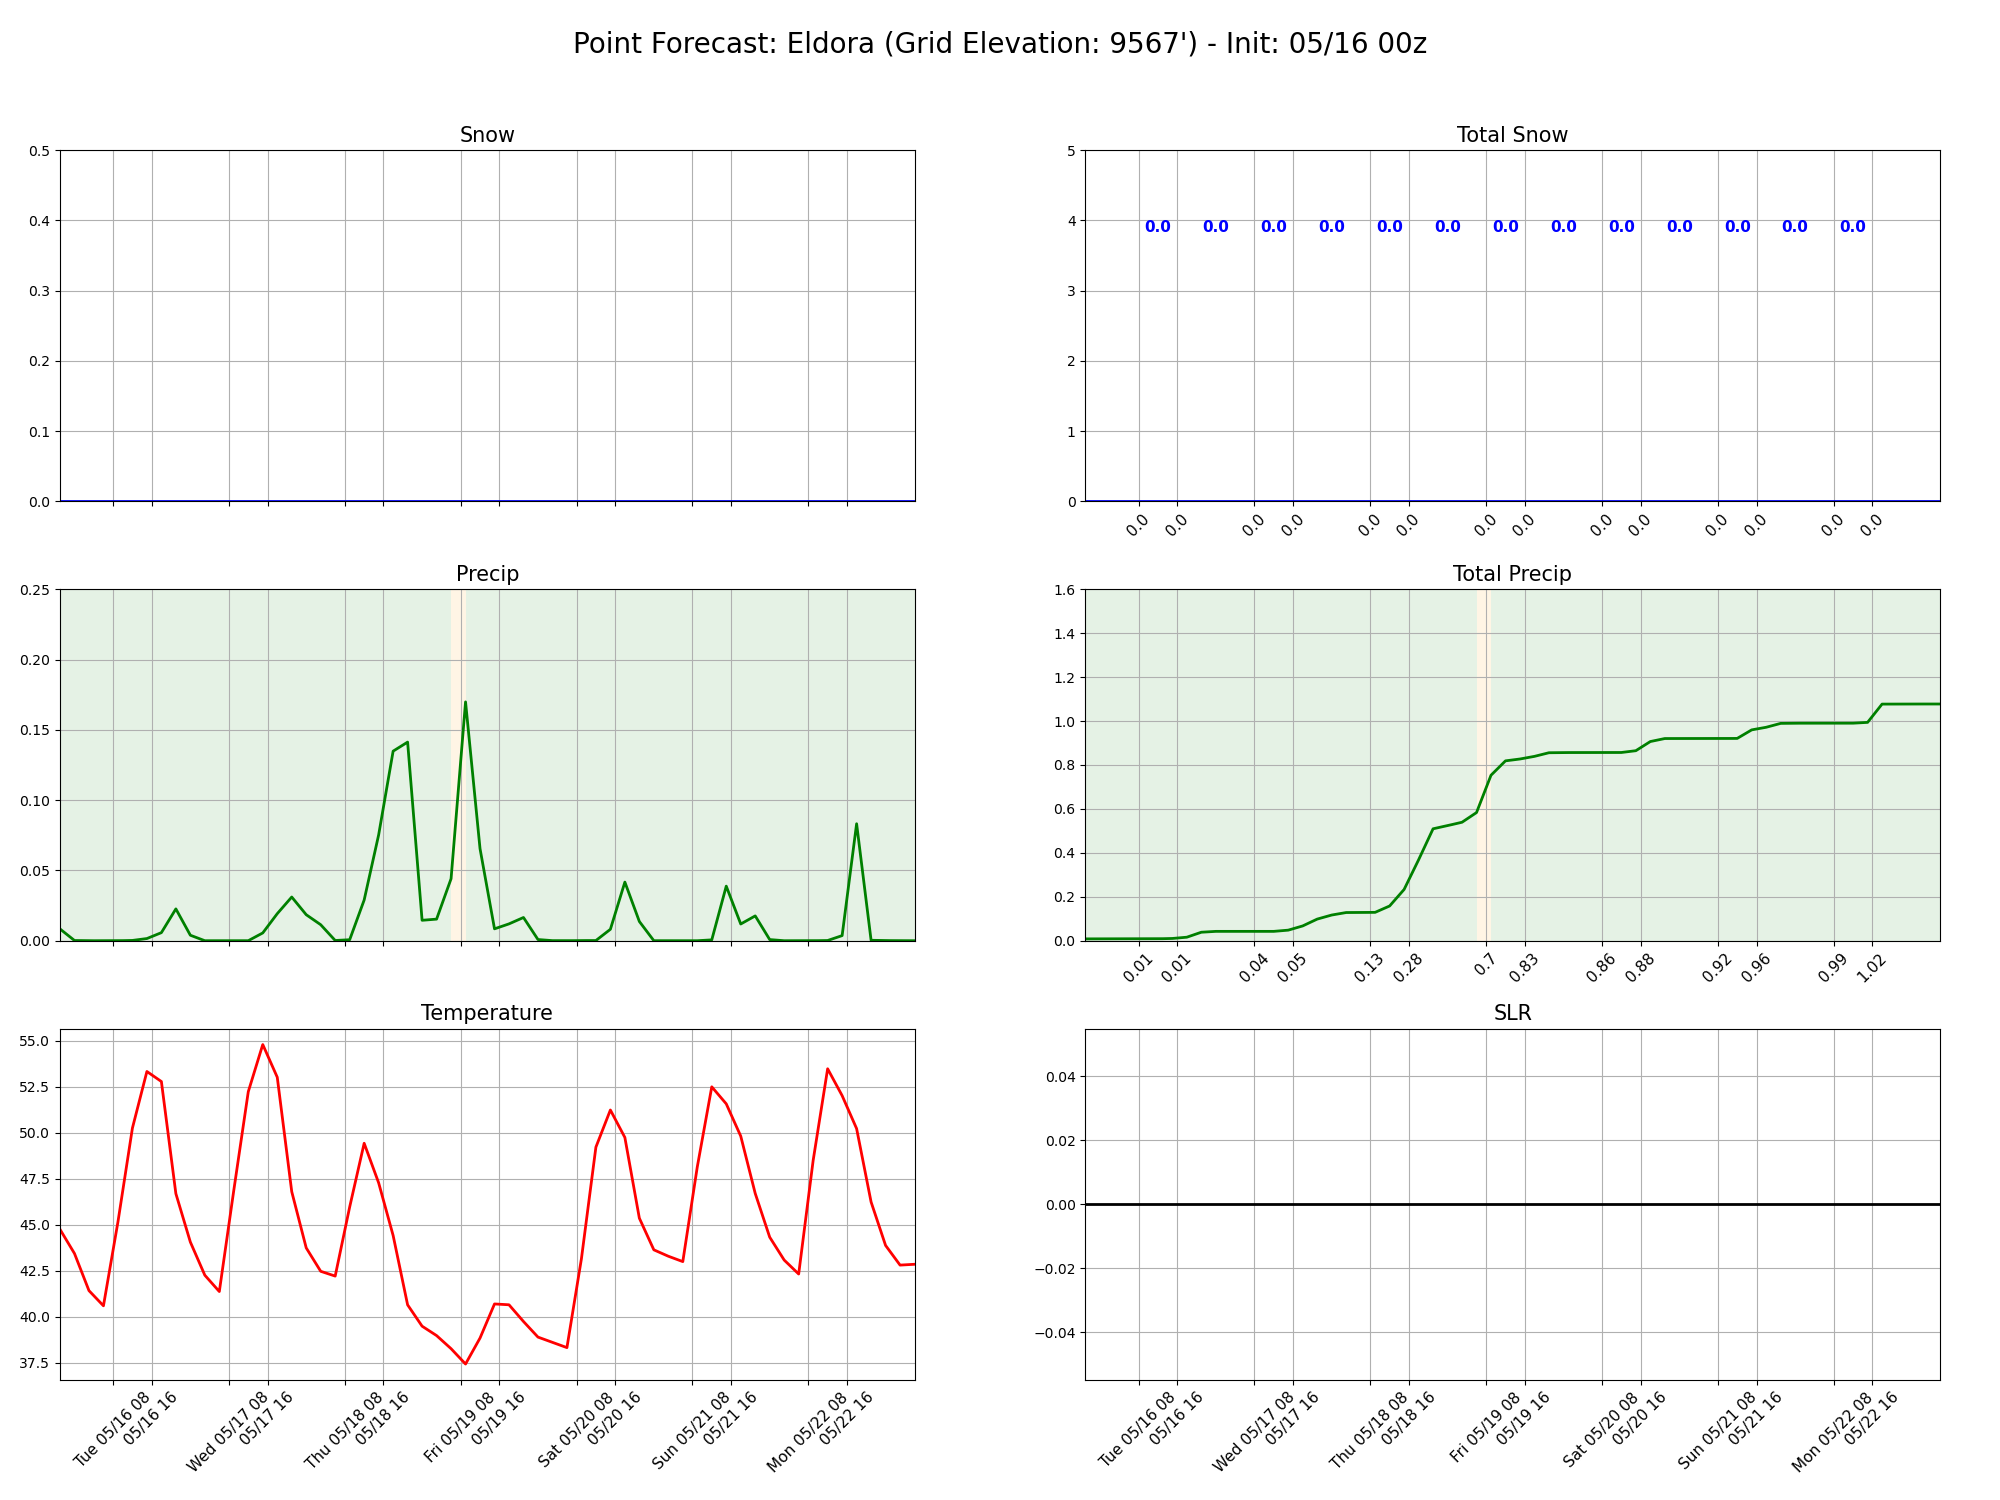 Point Forecast: Eldora (Grid Elevation: 9567') - Init: 05/16 00z
Snow
0.5
0.4
0.3
0.2
0.1
0.0
Total Snow
5
4
3
2
1
0
0.0 0.0 0.0 0.0 0.0 0.0 0.0 0.0 0.0 0.0 0.0 0.0 0.0
0.0 0.0 0.0 0.0 0.0 0.0 0.0 0.0 0.0 0.0 0.0 0.0 0.0 0.0
Precip
0.25
0.20
0.15
0.10
0.05
0.00
Total Precip
1.6
1.4
1.2
1.0
0.8
0.6
0.4
0.2
0.0
0.01 0.01 0.04 0.05 0.13 0.28 0.7 0.83 0.86 0.88 0.92 0.96 0.99 1.02
Temperature
55.0
52.5
50.0
47.5
45.0
42.5
40.0
37.5
Tue 05/16 08
05/16 16
Wed 05/17 08
05/17 16
Thu 05/18 08
05/18 16
Fri 05/19 08
05/19 16
Sat 05/20 08
05/20 16
Sun 05/21 08
05/21 16
Mon 05/22 08
05/22 16
SLR
0.04
0.02
0.00
−0.02
−0.04
Tue 05/16 08
05/16 16
Wed 05/17 08
05/17 16
Thu 05/18 08
05/18 16
Fri 05/19 08
05/19 16
Sat 05/20 08
05/20 16
Sun 05/21 08
05/21 16
Mon 05/22 08
05/22 16